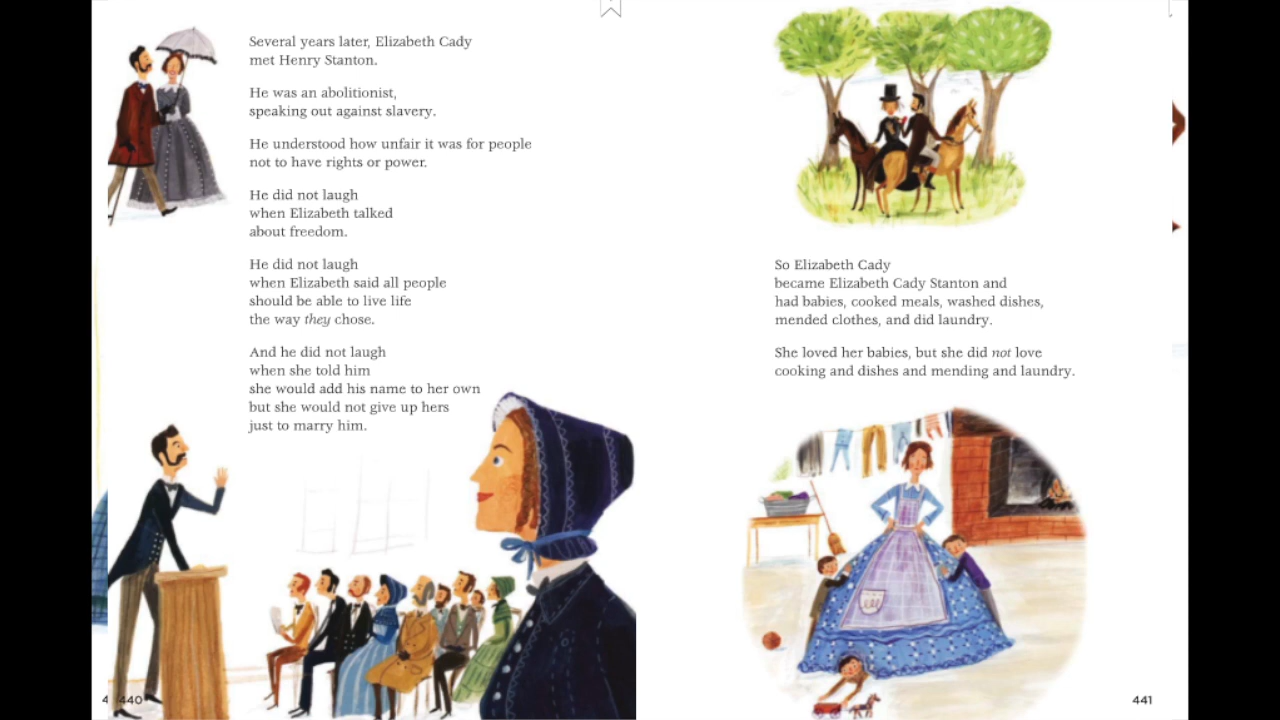 Several years later, Elizabeth Cady
met Henry Stanton.
He was an abolitionist,
speaking out against slavery.
He understood how unfair it was for people
not to have rights or power.
He did not laugh
when Elizabeth talked
about freedom.
He did not laugh
when Elizabeth said all people
should be able to live life
the way they chose.
And he did not laugh
when she told him
she would add his name to her own
but she would not give up hers
just to marry him.
4 440
So Elizabeth Cady
became Elizabeth Cady Stanton and
had babies, cooked meals, washed dishes,
mended clothes, and did laundry.
She loved her babies, but she did not love
cooking and dishes and mending and laundry.
441